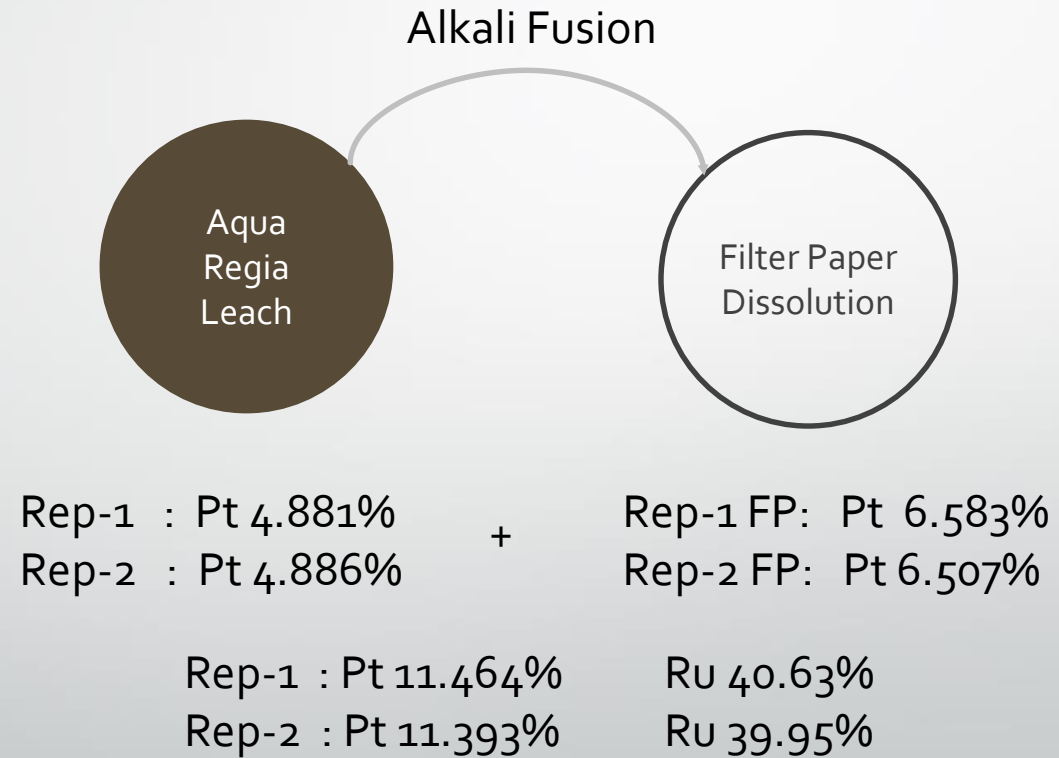 Alkali Fusion
Aqua
Regia
Leach
Filter Paper
Dissolution
Rep-1 : Pt 4.881%
Rep-2 : Pt 4.886%
+
Rep-1 FP: Pt 6.583%
Rep-2 FP: Pt 6.507%
Rep-1 : Pt 11.464% Ru 40.63%
Rep-2 : Pt 11.393% Ru 39.95%